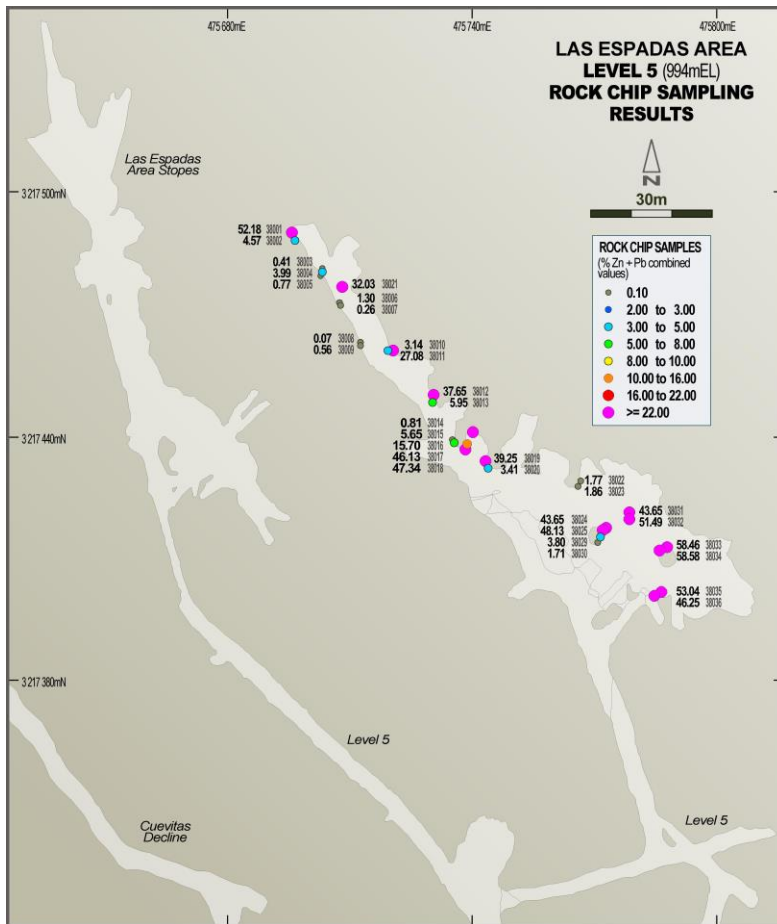 475 680mE
475 740mE
475 800mE
LAS ESPADAS AREA
LEVEL 5 (994mEL)
ROCK CHIP SAMPLING
RESULTS
N
30m
ROCK CHIP SAMPLES
(% Zn + Pb combined
values)
0.10
2.00 to 3.00
3.00 to 5.00
5.00 to 8.00
8.00 to 10.00
10.00 to 16.00
16.00 to 22.00
>= 22.00
Las Espadas
Area Stopes
3 217 500mN
52.18 38001
4.57 38002
0.41 38003
3.99 38004
0.77 38005
32.03 38021
1.30 38006
0.26 38007
0.07 38008
0.56 38009
3.14 38010
27.08 38011
37.65 38012
5.95 38013
3 217 440mN
0.81 38014
5.65 38015
15.70 38016
46.13 38017
47.34 38018
39.25 38019
3.41 38020
1.77 38022
1.86 38023
43.65 38024
48.13 38025
3.80 38029
1.71 38030
43.65 38031
51.49 38032
58.46 38033
58.58 38034
53.04 38035
46.25 38036
3 217 380mN
Level 5
Cuevitas
Decline
Level 5